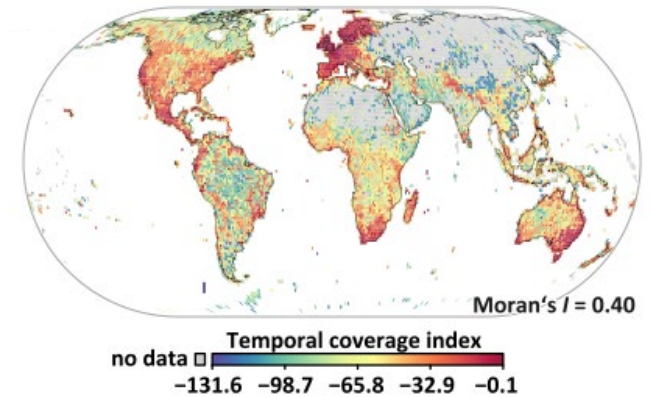 Moran‘s I = 0.40
Temporal coverage index
no data
−131.6 −98.7 −65.8 −32.9 −0.1